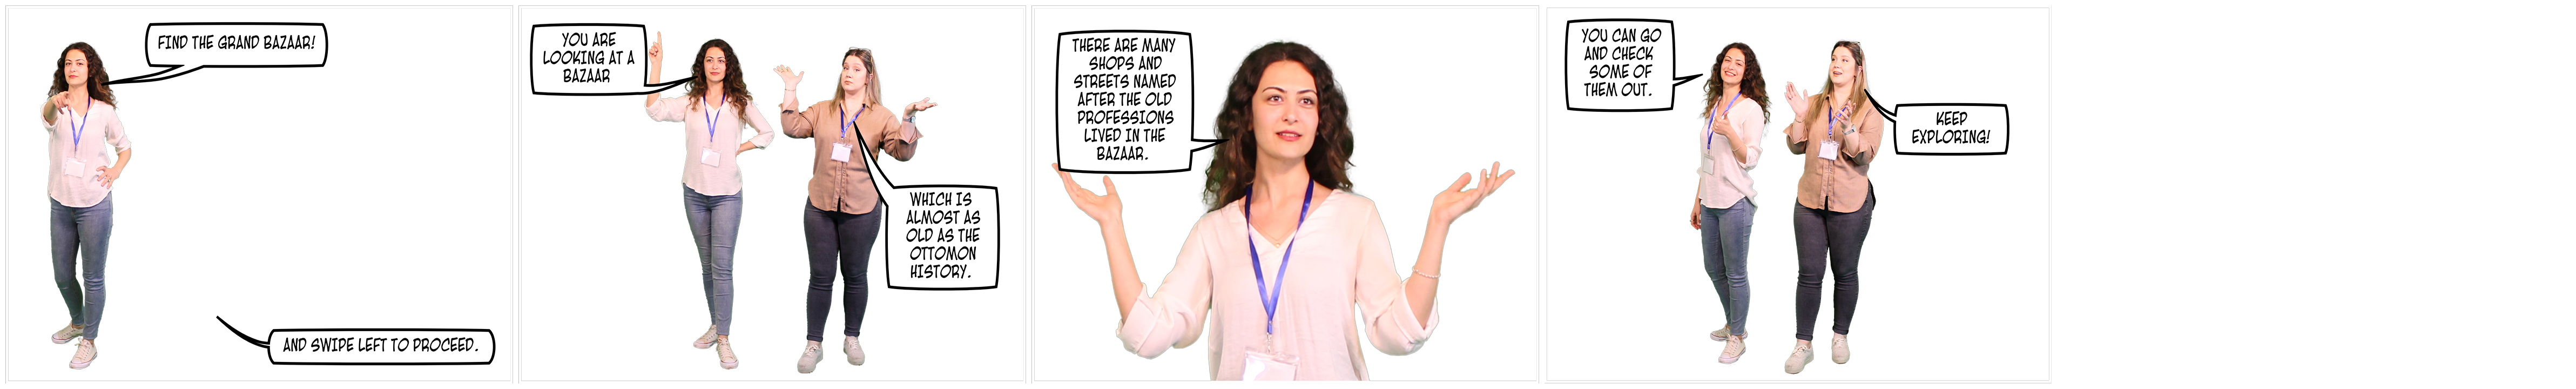 FIND THE GRAND BAZAAR!
AND SWIPE LEFT TO PROCEED.
YOU ARE
LOOKING AT A
BAZAAR
WHICH IS
ALMOST AS
OLD AS THE
OTTOMON
HISTORY.
THERE ARE MANY
SHOPS AND
STREETS NAMED
AFTER THE OLD
PROFESSIONS
LIVED IN THE
BAZAAR.
YOU CAN GO
AND CHECK
SOME OF
THEM OUT.
KEEP
EXPLORING!